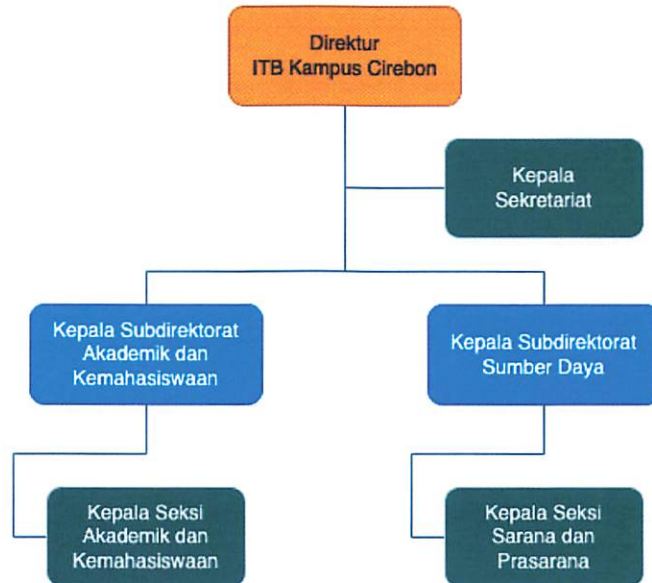 Direktur
ITB Kampus Cirebon
Kepala
Sekretariat
Kepala Subdirektorat
Akademik dan
Kemahasiswaan
Kepala Subdirektorat
Sumber Daya
Kepala Seksi
Akademik dan
Kemahasiswaan
Kepala Seksi
Sarana dan
Prasarana